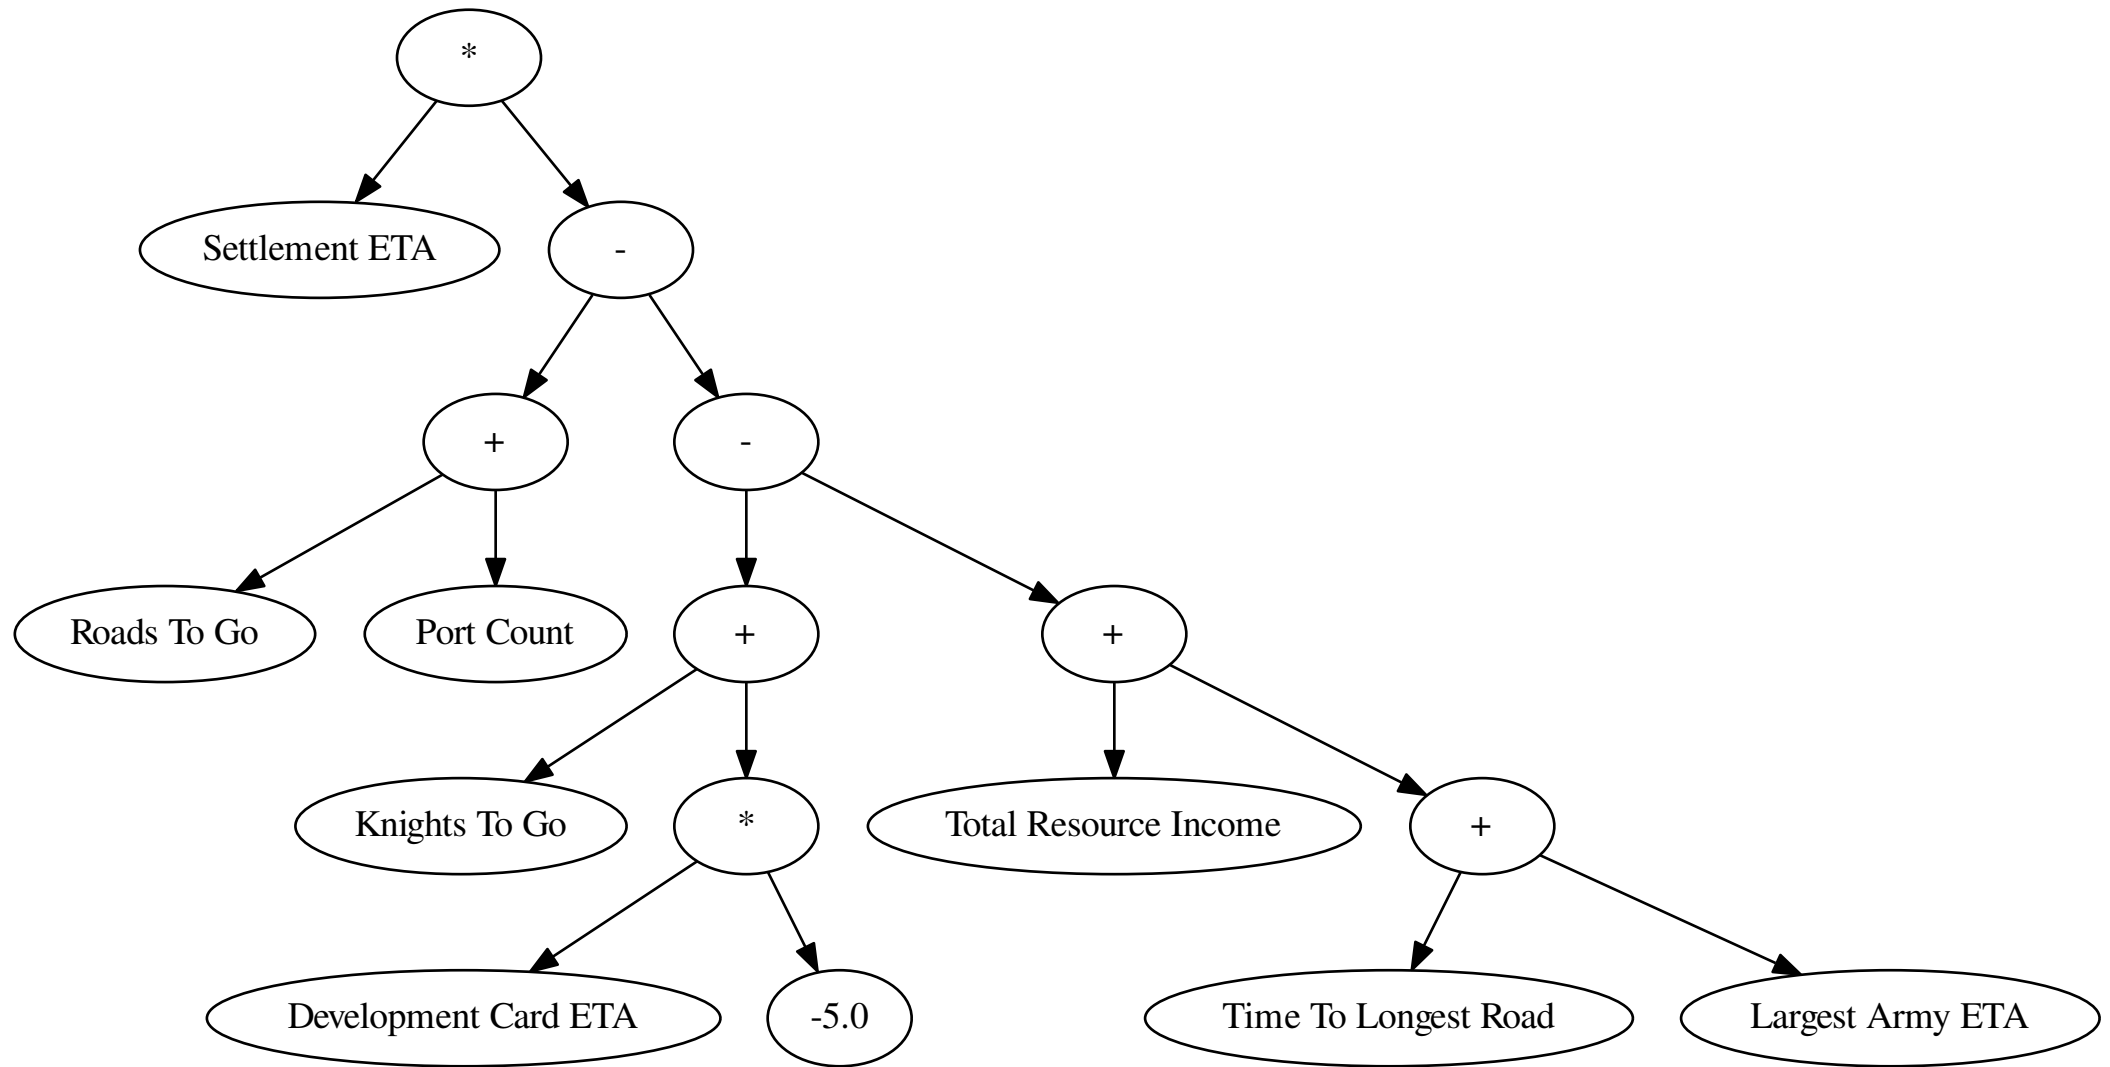 *
Settlement ETA
-
+
-
Roads To Go
Port Count
+
+
Knights To Go
*
Total Resource Income
+
Development Card ETA
-5.0
Time To Longest Road
Largest Army ETA